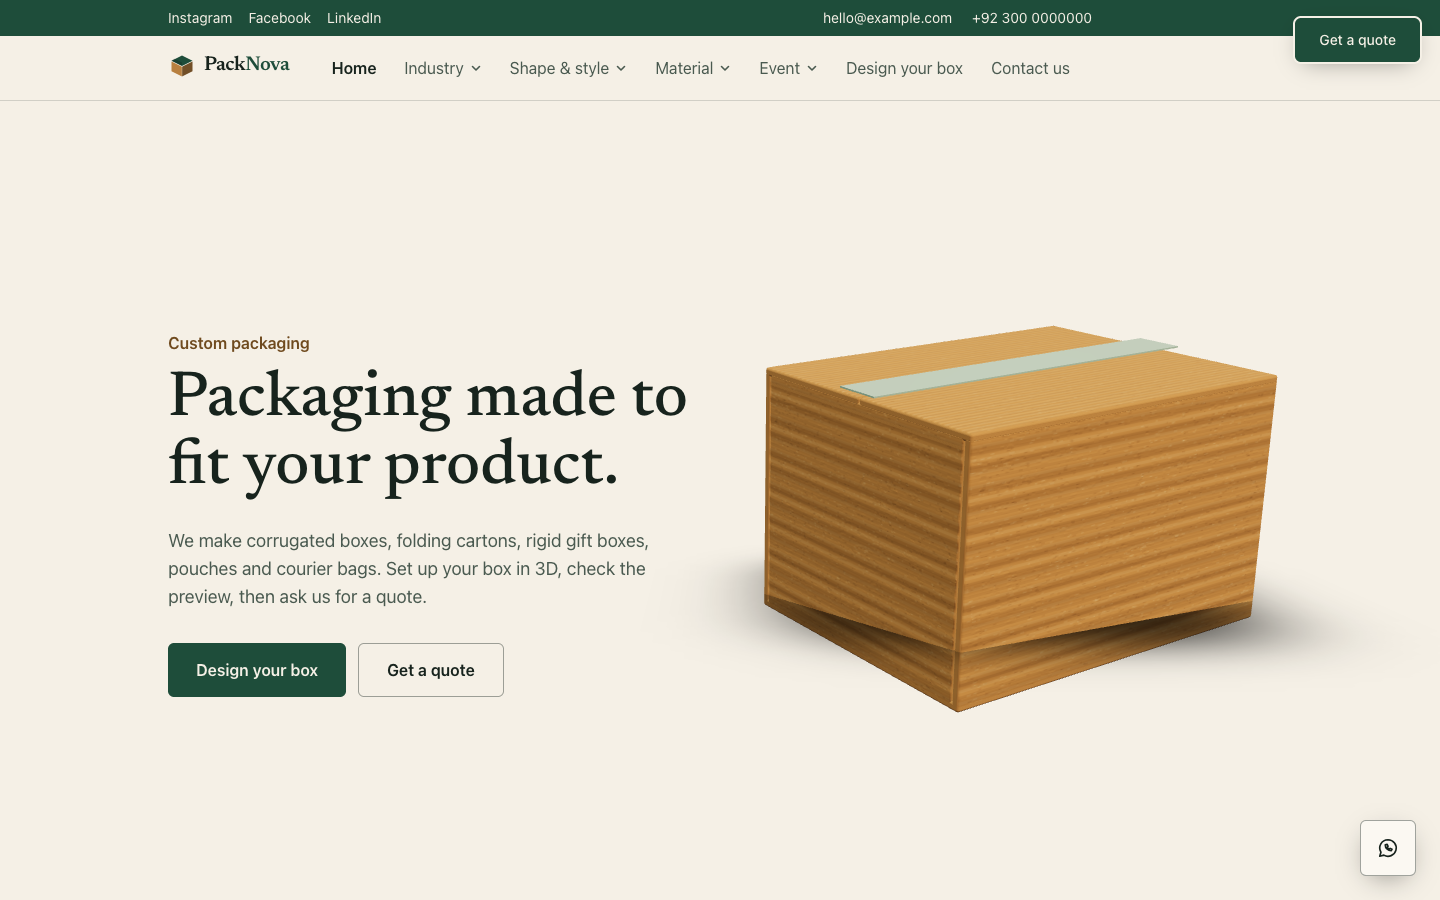 Instagram Facebook LinkedIn hello@example.com +92 300 0000000
Get a quote
PackNova Home Industry Shape & style Material Event Design your box Contact us
Custom packaging
Packaging made to
fit your product.
We make corrugated boxes, folding cartons, rigid gift boxes,
pouches and courier bags. Set up your box in 3D, check the
preview, then ask us for a quote.
Design your box Get a quote